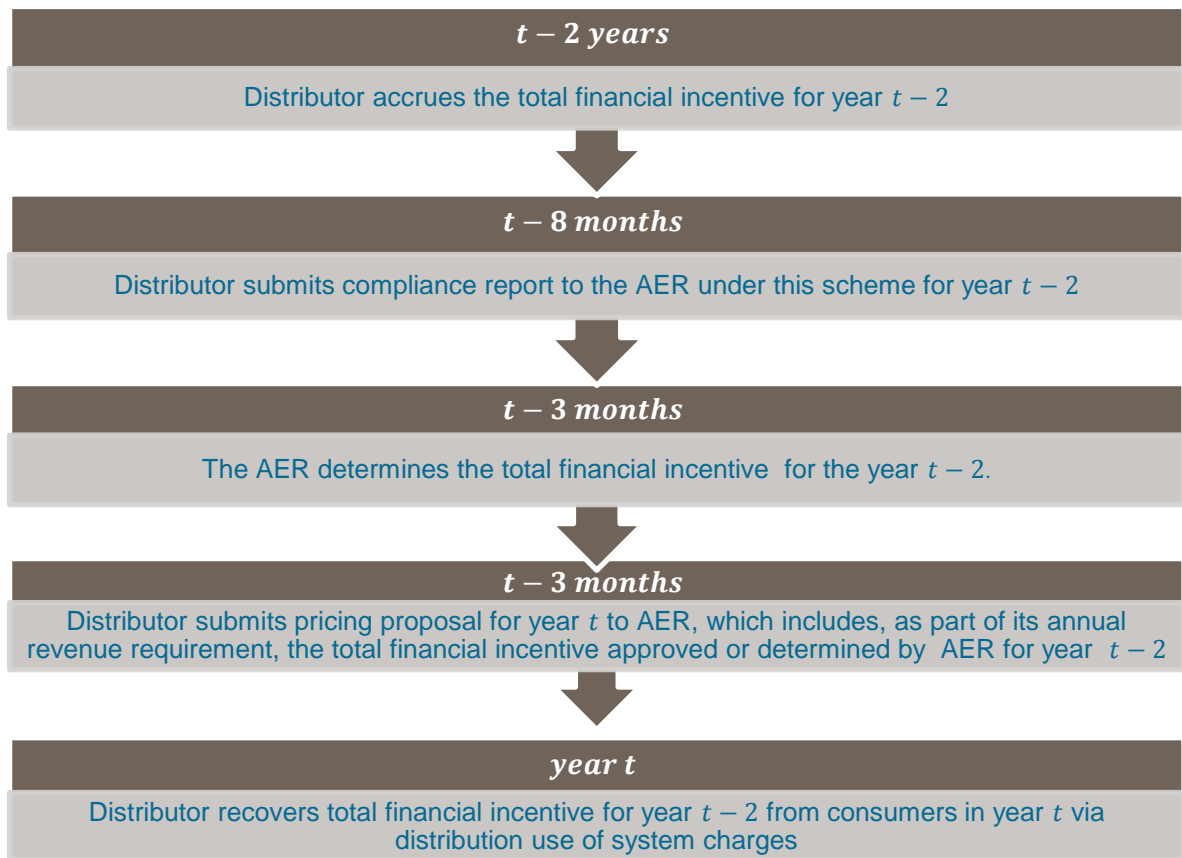 t − 2 years
Distributor accrues the total financial incentive for year t − 2
t − 8 months
Distributor submits compliance report to the AER under this scheme for year t − 2
t − 3 months
The AER determines the total financial incentive for the year t − 2.
t − 3 months
Distributor submits pricing proposal for year t to AER, which includes, as part of its annual
revenue requirement, the total financial incentive approved or determined by AER for year t − 2
year t
Distributor recovers total financial incentive for year t − 2 from consumers in year t via
distribution use of system charges